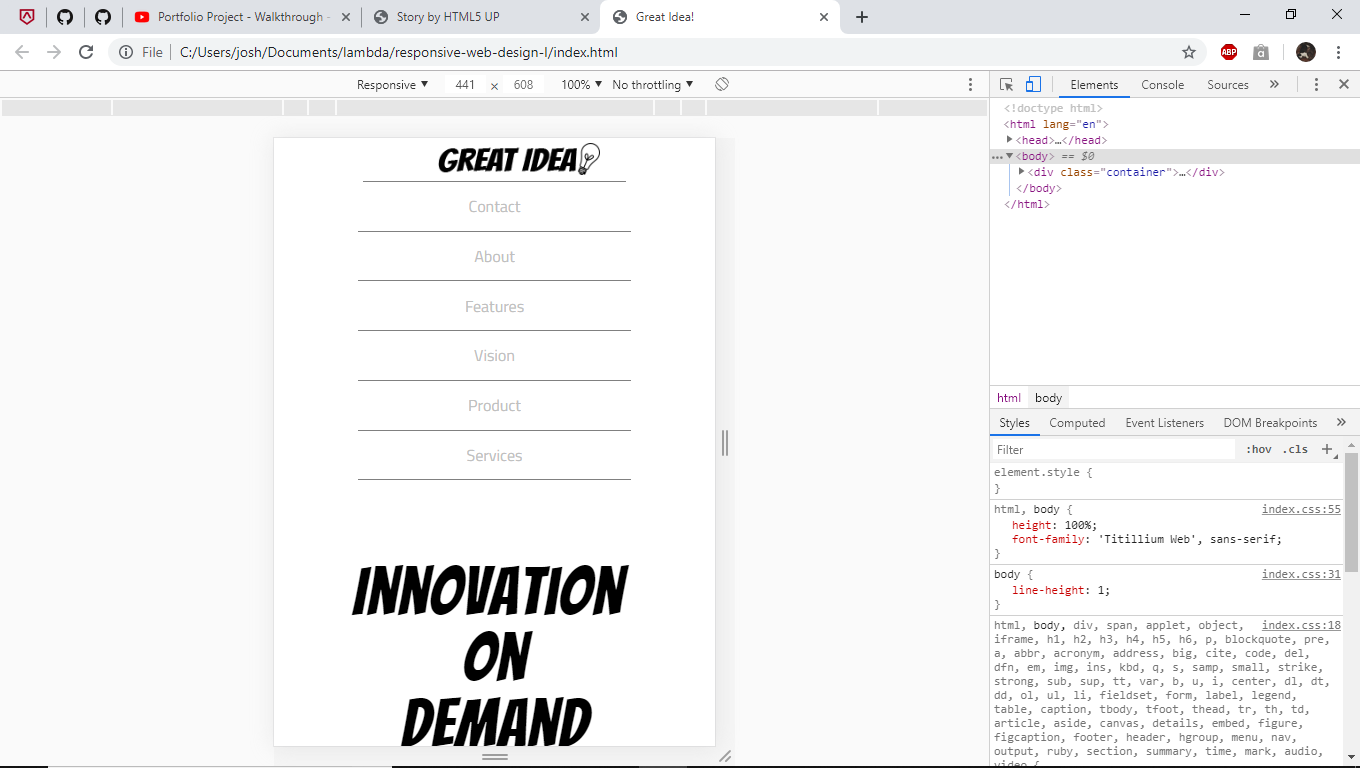 Portfolio Project - Walkthrough -
Story by HTML5 UP
Great Idea!
File
C:/Users/josh/Documents/lambda/responsive-web-design-I/index.html
ABP
a
Responsive
441 x 608
100%
No throttling
Elements
Console
Sources
»
GREAT IDEA
Contact
About
Features
Vision
Product
Services
INNOVATION
ON
DEMAND
<!doctype html>
<html lang="en">
<head>…</head>
<body> == $0
<div class="container">…</div>
</body>
</html>
html body
Styles
Computed
Event Listeners
DOM Breakpoints
»
Filter
:hov .cls +
element.style {
}
html, body { index.css:55
height: 100%;
font-family: 'Titillium Web', sans-serif;
}
body { index.css:31
line-height: 1;
}
html, body, div, span, applet, object, index.css:18
iframe, h1, h2, h3, h4, h5, h6, p, blockquote, pre,
a, abbr, acronym, address, big, cite, code, del,
dfn, em, img, ins, kbd, q, s, samp, small, strike,
strong, sub, sup, tt, var, b, u, i, center, dl, dt,
dd, ol, ul, li, fieldset, form, label, legend,
table, caption, tbody, tfoot, thead, tr, th, td,
article, aside, canvas, details, embed, figure,
figcaption, footer, header, hgroup, menu, nav,
output, ruby, section, summary, time, mark, audio,
video {